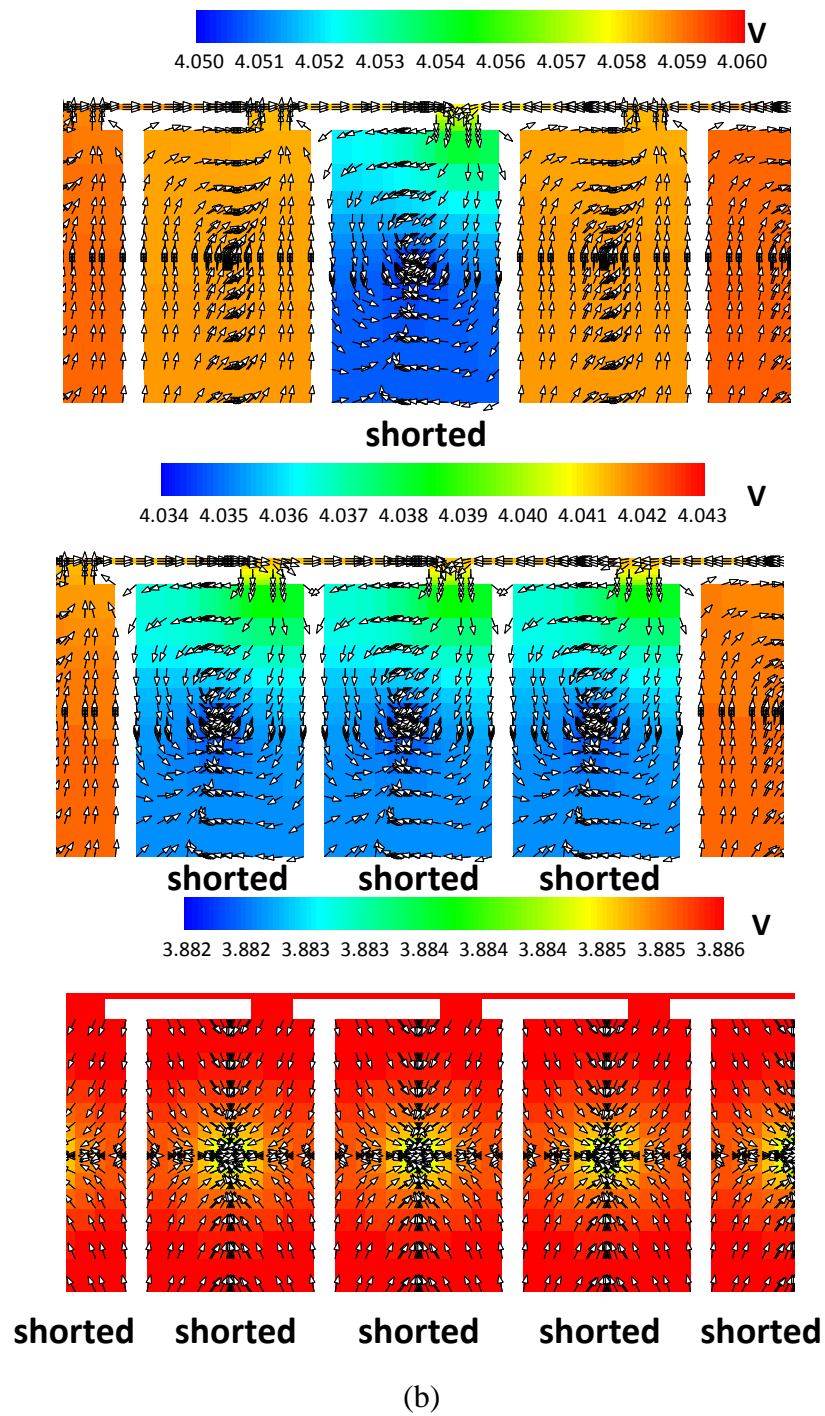 V
4.050 4.051 4.052 4.053 4.054 4.055 4.056 4.057 4.058 4.059 4.060
shorted
V
4.034 4.035 4.036 4.037 4.038 4.039 4.040 4.041 4.042 4.043
shorted shorted shorted
V
3.882 3.882 3.883 3.883 3.884 3.884 3.884 3.885 3.885 3.886
shorted shorted shorted shorted shorted
(b)